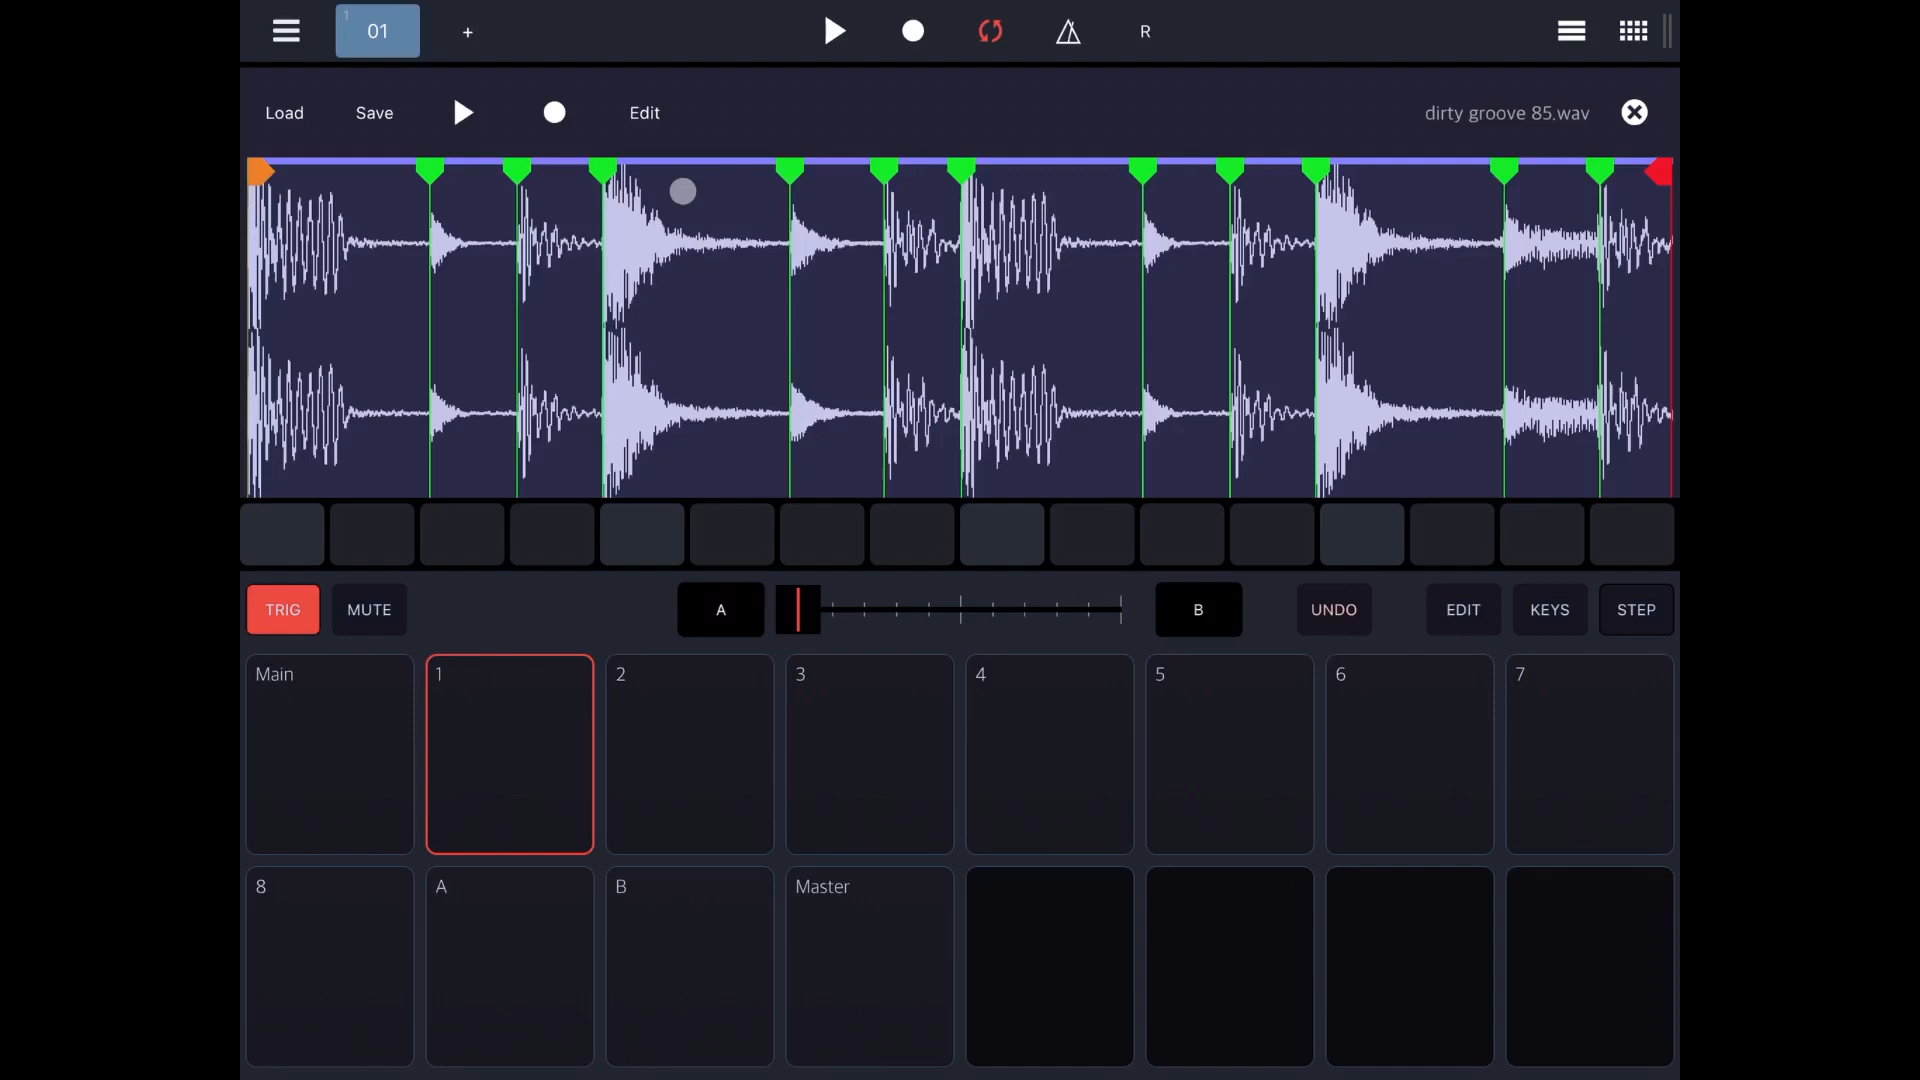 1
01
+
R
Load
Save
Edit
dirty groove 85.wav
TRIG
MUTE
A
B
UNDO
EDIT
KEYS
STEP
Main
1
2
3
4
5
6
7
8
A
B
Master